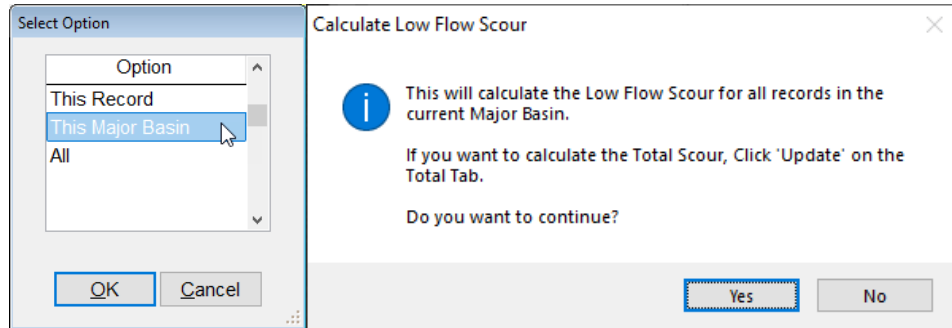 Select Option
Option
This Record
This Major Basin
All
OK
Cancel
Calculate Low Flow Scour
This will calculate the Low Flow Scour for all records in the
current Major Basin.
If you want to calculate the Total Scour, Click 'Update' on the
Total Tab.
Do you want to continue?
Yes
No